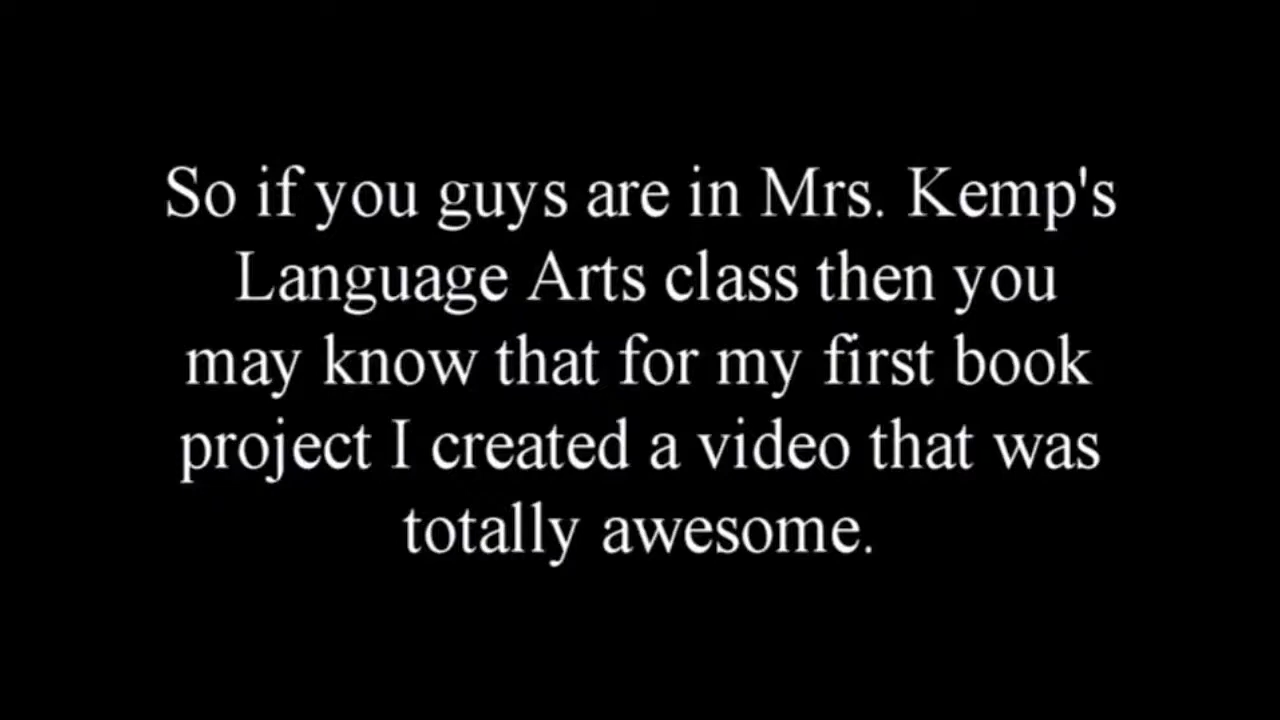 So if you guys are in Mrs. Kemp's
Language Arts class then you
may know that for my first book
project I created a video that was
totally awesome.